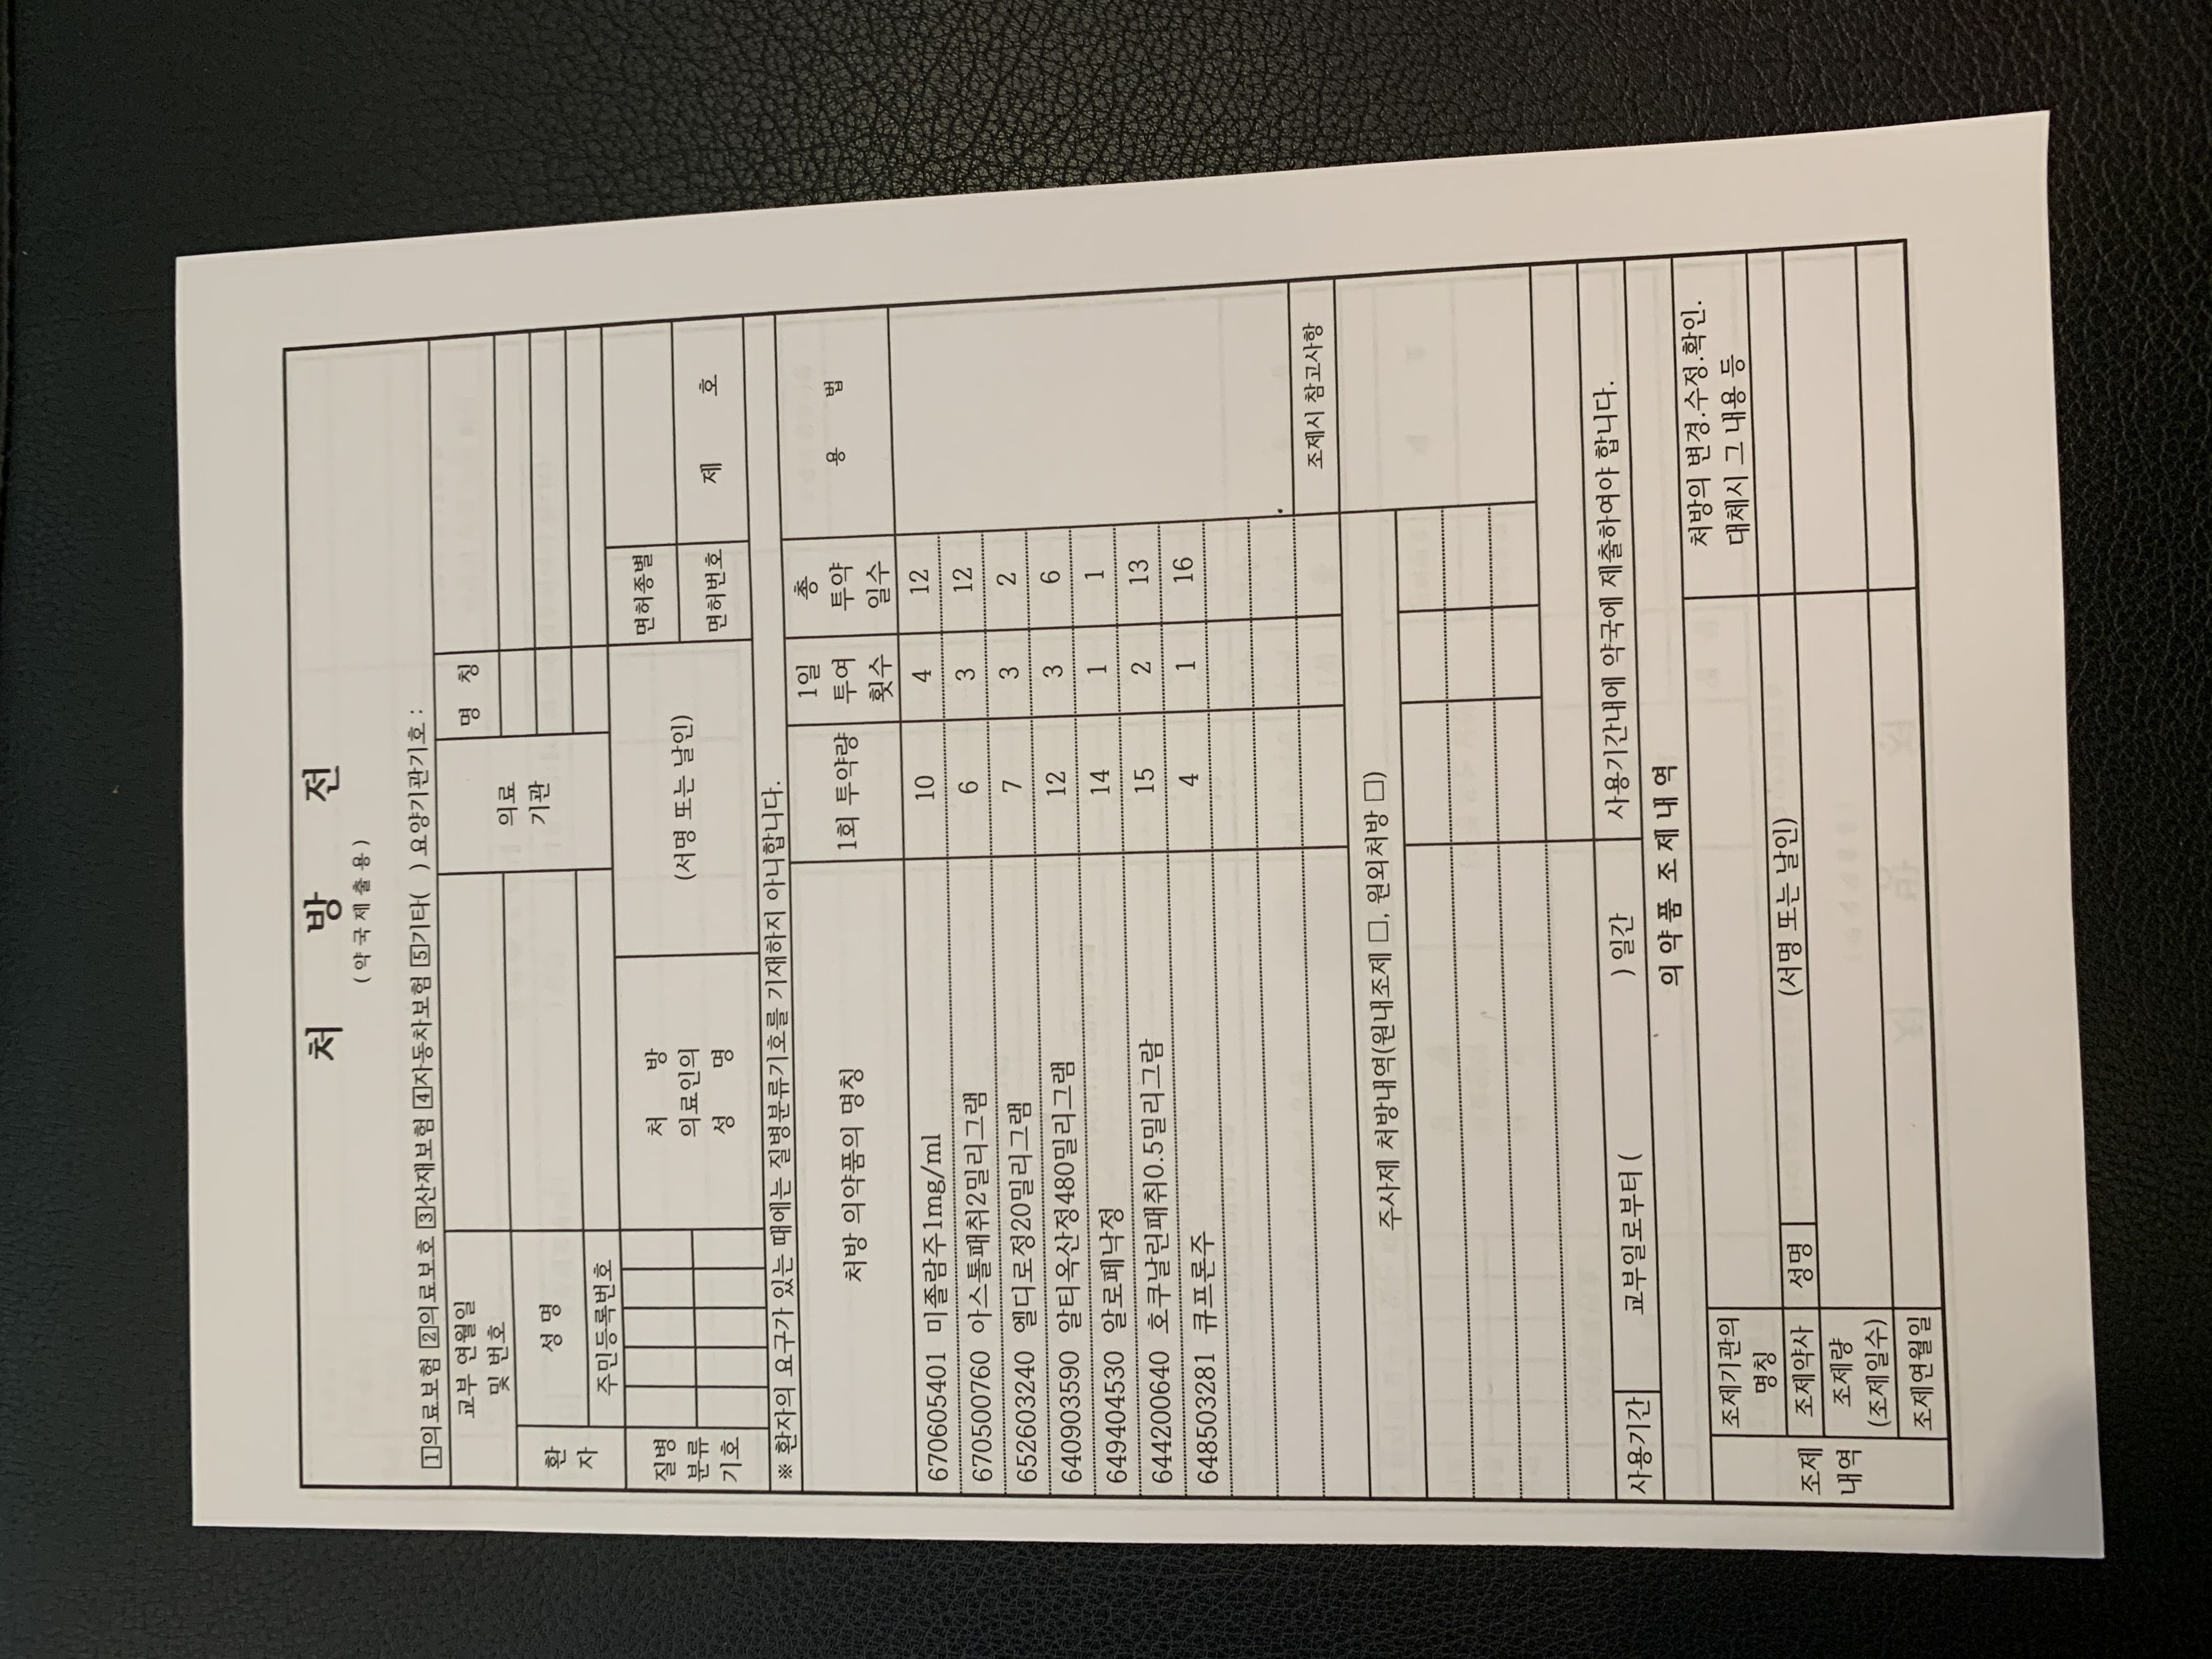 처 방 전
(약국제출용)
1의료보험 2의료보호 3산재보험 4자동차보험 5기타( ) 요양기관기호 :
교부 연월일
및 번호
의료
기관
명 칭
환
자
성 명
주민등록번호
질병
분류
기호
처 방
의료인의
성 명
(서명 또는 날인)
면허종별
면허번호
제 호
※ 환자의 요구가 있는 때에는 질병분류기호를 기재하지 아니합니다.
처방 의약품의 명칭
1회 투약량
1일
투여
횟수
총
투약
일수
용 법
670605401 미졸람주1mg/ml 10 4 12
670500760 아스톨패취2밀리그램 6 3 12
652603240 엘디로정20밀리그램 7 3 2
640903590 알티옥산정480밀리그램 12 3 6
649404530 알로페낙정 14 1 1
644200640 호쿠날린패취0.5밀리그람 15 2 13
648503281 큐프론주 4 1 16
조제시 참고사항
주사제 처방내역(원내조제 □, 원외처방 □)
사용기간 교부일로부터 ( ) 일간 사용기간내에 약국에 제출하여야 합니다.
의약품 조제내역
조제
내역
조제기관의
명칭
처방의 변경.수정.확인.
대체시 그 내용 등
조제약사 성명 (서명 또는 날인)
조제량
(조제일수)
조제연월일